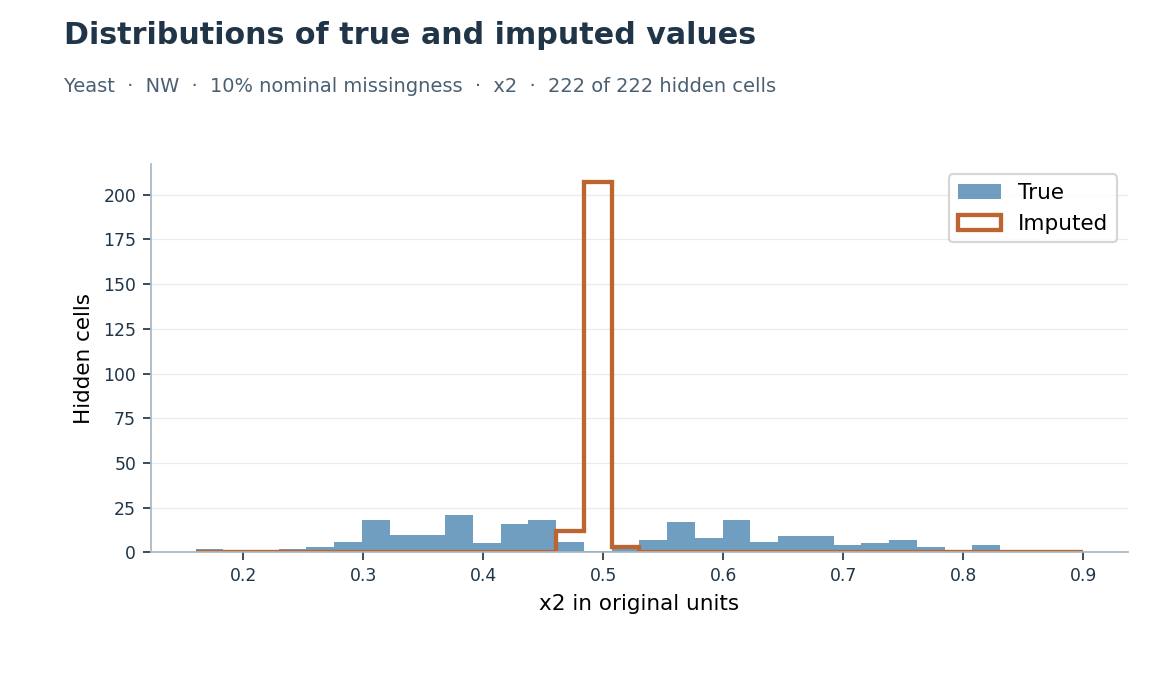 Distributions of true and imputed values
Yeast · NW · 10% nominal missingness · x2 · 222 of 222 hidden cells
True
Imputed
Hidden cells
200
175
150
125
100
75
50
25
0
0.2 0.3 0.4 0.5 0.6 0.7 0.8 0.9
x2 in original units